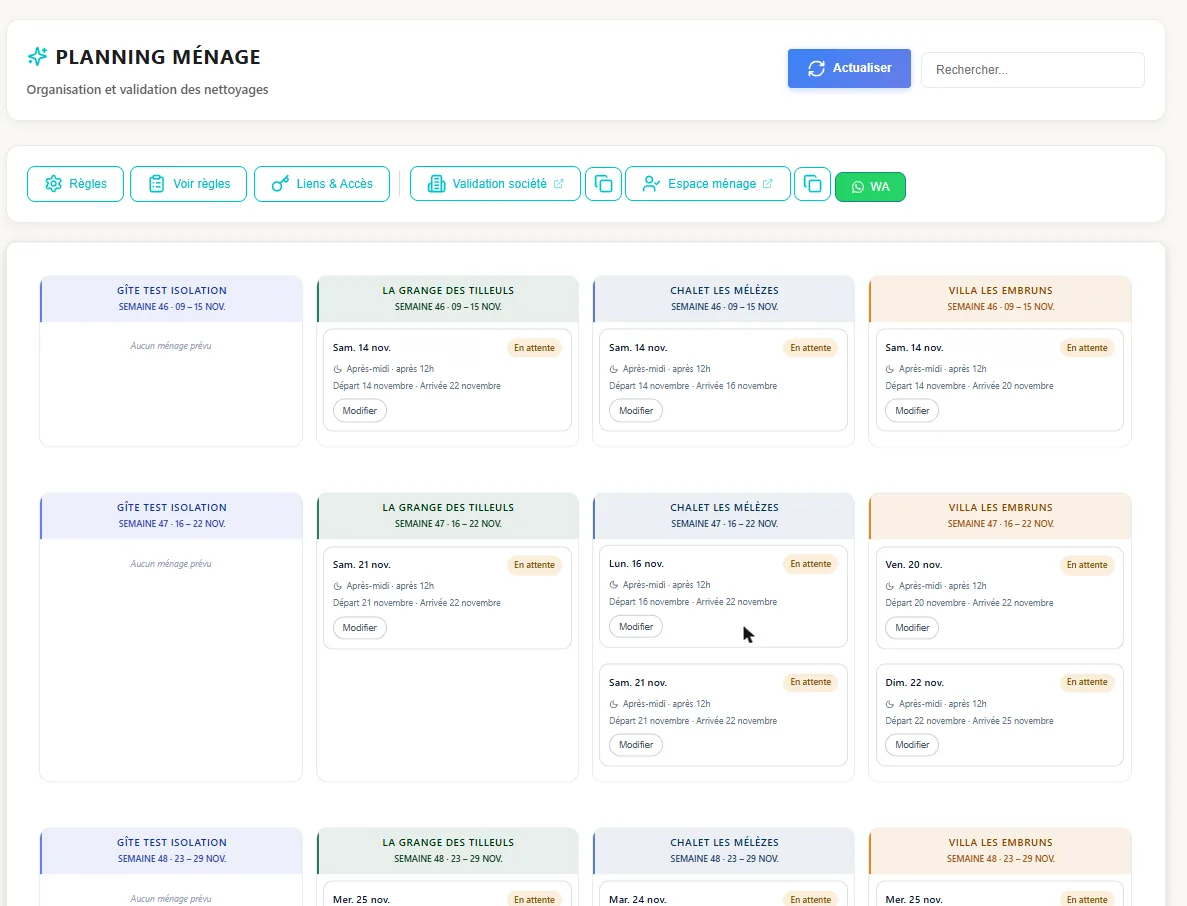 PLANNING MÉNAGE
Organisation et validation des nettoyages
Actualiser
Rechercher...
Règles
Voir règles
Liens & Accès
Validation société
Espace ménage
WA
GÎTE TEST ISOLATION
SEMAINE 46 · 09 – 15 NOV.
Aucun ménage prévu
LA GRANGE DES TILLEULS
SEMAINE 46 · 09 – 15 NOV.
Sam. 14 nov.
En attente
Après-midi · après 12h
Départ 14 novembre · Arrivée 22 novembre
Modifier
CHALET LES MÉLÈZES
SEMAINE 46 · 09 – 15 NOV.
Sam. 14 nov.
En attente
Après-midi · après 12h
Départ 14 novembre · Arrivée 16 novembre
Modifier
VILLA LES EMBRUNS
SEMAINE 46 · 09 – 15 NOV.
Sam. 14 nov.
En attente
Après-midi · après 12h
Départ 14 novembre · Arrivée 20 novembre
Modifier
GÎTE TEST ISOLATION
SEMAINE 47 · 16 – 22 NOV.
Aucun ménage prévu
LA GRANGE DES TILLEULS
SEMAINE 47 · 16 – 22 NOV.
Sam. 21 nov.
En attente
Après-midi · après 12h
Départ 21 novembre · Arrivée 22 novembre
Modifier
CHALET LES MÉLÈZES
SEMAINE 47 · 16 – 22 NOV.
Lun. 16 nov.
En attente
Après-midi · après 12h
Départ 16 novembre · Arrivée 22 novembre
Modifier
Sam. 21 nov.
En attente
Après-midi · après 12h
Départ 21 novembre · Arrivée 22 novembre
Modifier
VILLA LES EMBRUNS
SEMAINE 47 · 16 – 22 NOV.
Ven. 20 nov.
En attente
Après-midi · après 12h
Départ 20 novembre · Arrivée 22 novembre
Modifier
Dim. 22 nov.
En attente
Après-midi · après 12h
Départ 22 novembre · Arrivée 25 novembre
Modifier
GÎTE TEST ISOLATION
SEMAINE 48 · 23 – 29 NOV.
Aucun ménage prévu
LA GRANGE DES TILLEULS
SEMAINE 48 · 23 – 29 NOV.
Mer. 25 nov.
En attente
CHALET LES MÉLÈZES
SEMAINE 48 · 23 – 29 NOV.
Mar. 24 nov.
En attente
VILLA LES EMBRUNS
SEMAINE 48 · 23 – 29 NOV.
Mer. 25 nov.
En attente